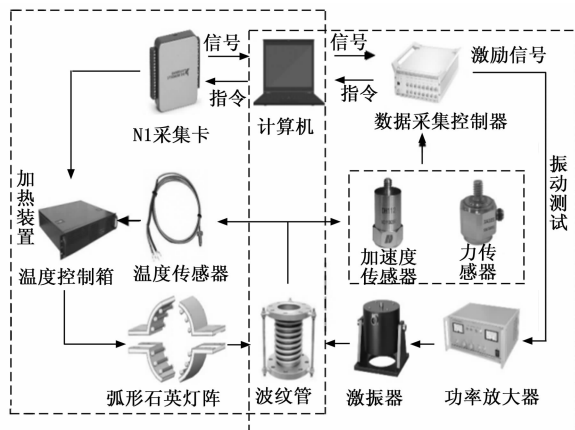 信号
信号
激励信号
指令
指令
N1采集卡
计算机
数据采集控制器
加热装置
振动测试
温度控制箱
温度传感器
加速度
传感器
力传
感器
弧形石英灯阵
波纹管
激振器
功率放大器